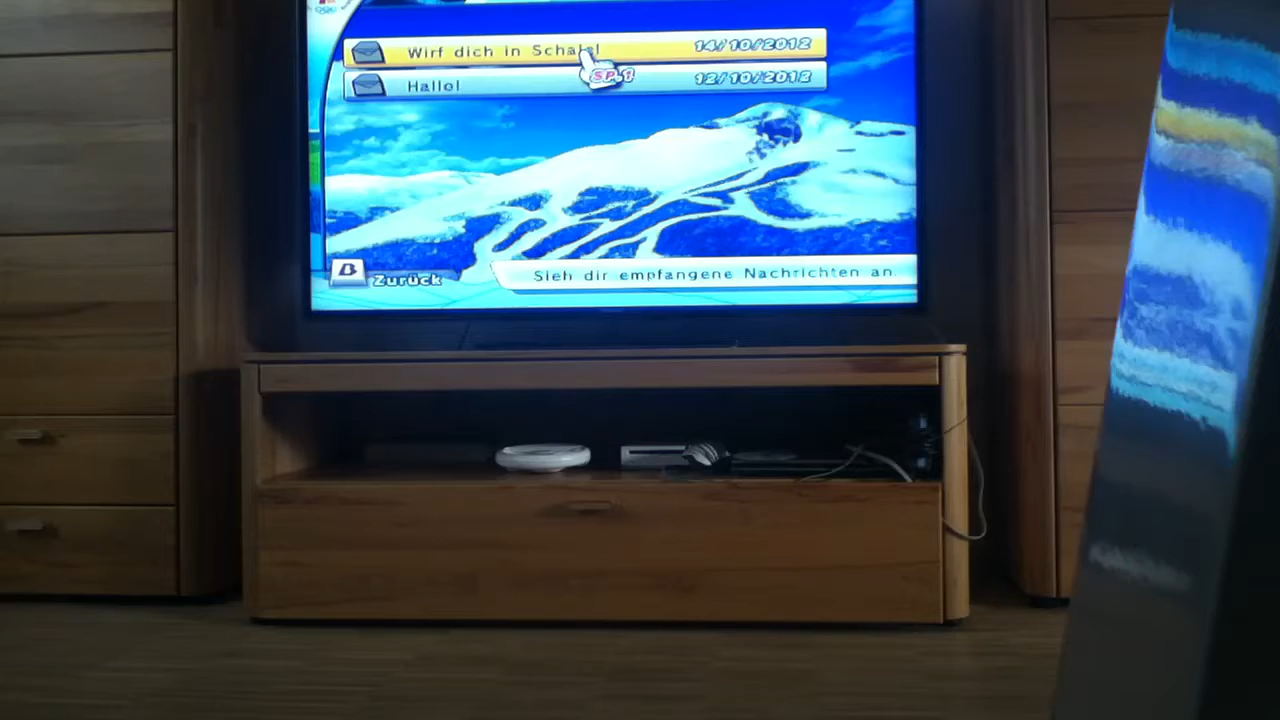 Wirf dich in Schale! 14/10/2012
SP.1
Hallo! 12/10/2012
B Zurück
Sieh dir empfangene Nachrichten an.